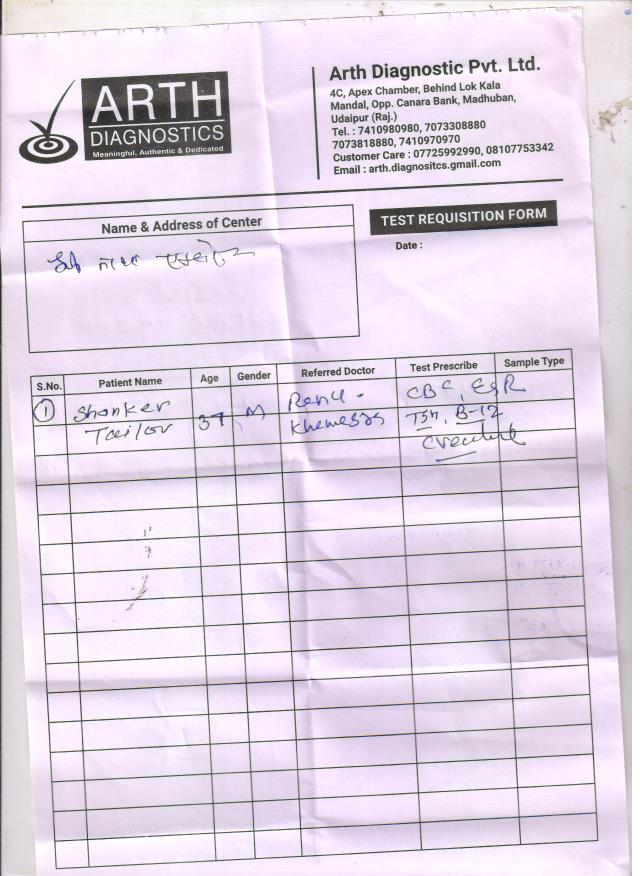 ARTH
DIAGNOSTICS
Meaningful, Authentic & Dedicated
Arth Diagnostic Pvt. Ltd.
4C, Apex Chamber, Behind Lok Kala
Mandal, Opp. Canara Bank, Madhuban,
Udaipur (Raj.)
Tel. : 7410980980, 7073308880
7073818880, 7410970970
Customer Care : 07725992990, 08107753342
Email : arth.diagnositcs.gmail.com
Name & Address of Center
TEST REQUISITION FORM
Date :
नाथ
S.No. Patient Name Age Gender Referred Doctor Test Prescribe Sample Type
1 Shanker 37 M Renu CBC, ESR
Tailor TSH, B-12